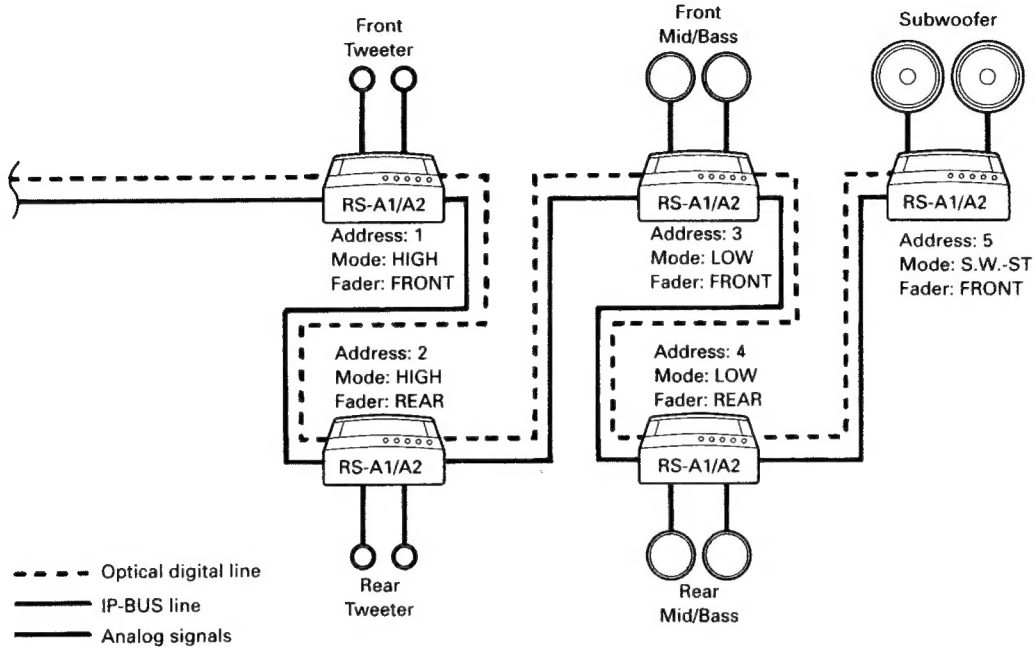 Front
Tweeter
Front
Mid/Bass
Subwoofer
RS-A1/A2
Address: 1
Mode: HIGH
Fader: FRONT
RS-A1/A2
Address: 3
Mode: LOW
Fader: FRONT
RS-A1/A2
Address: 5
Mode: S.W.-ST
Fader: FRONT
Address: 2
Mode: HIGH
Fader: REAR
RS-A1/A2
Address: 4
Mode: LOW
Fader: REAR
RS-A1/A2
Rear
Tweeter
Rear
Mid/Bass
Optical digital line
IP-BUS line
Analog signals